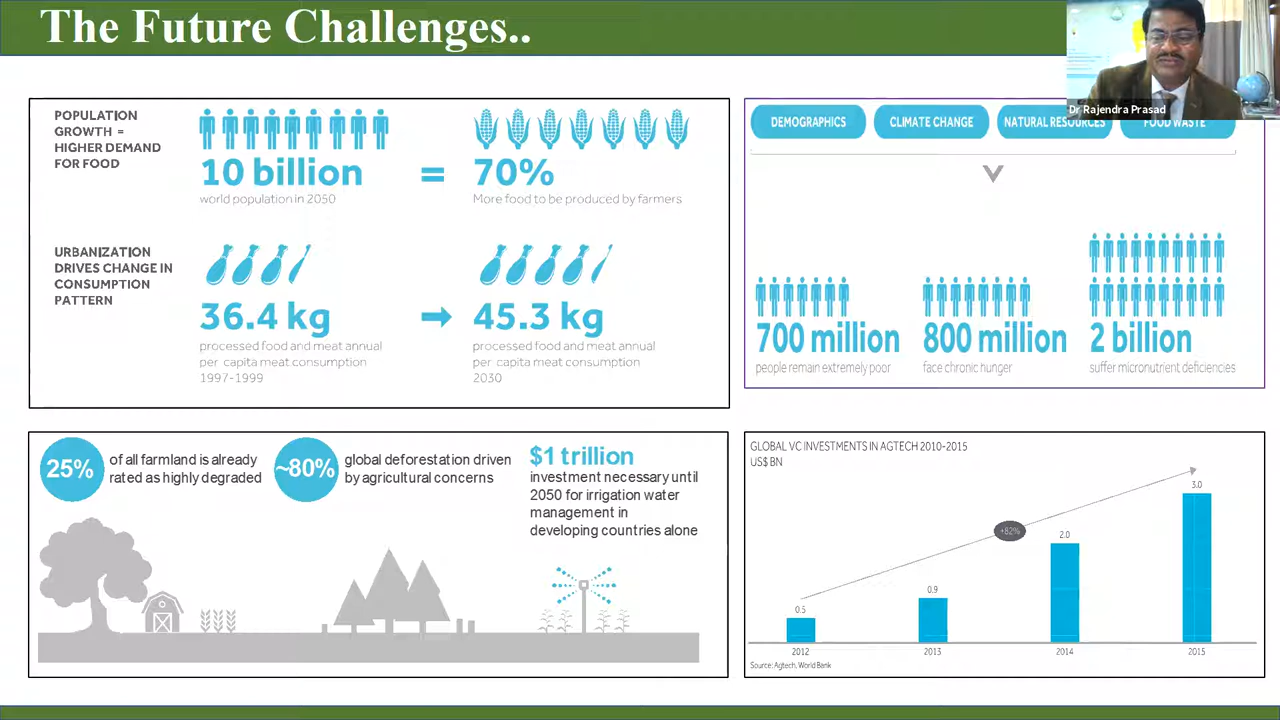 The Future Challenges..
Dr Rajendra Prasad
POPULATION
GROWTH =
HIGHER DEMAND
FOR FOOD
10 billion
world population in 2050
=
70%
More food to be produced by farmers
URBANIZATION
DRIVES CHANGE IN
CONSUMPTION
PATTERN
36.4 kg
processed food and meat annual
per capita meat consumption
1997-1999
45.3 kg
processed food and meat annual
per capita meat consumption
2030
DEMOGRAPHICS
CLIMATE CHANGE
NATURAL RESOURCES
FOOD WASTE
700 million
people remain extremely poor
800 million
face chronic hunger
2 billion
suffer micronutrient deficiencies
25%
of all farmland is already
rated as highly degraded
~80%
global deforestation driven
by agricultural concerns
$1 trillion
investment necessary until
2050 for irrigation water
management in
developing countries alone
GLOBAL VC INVESTMENTS IN AGTECH 2010-2015
US$ BN
+82%
0.5
0.9
2.0
3.0
2012
2013
2014
2015
Source: Agtech, World Bank